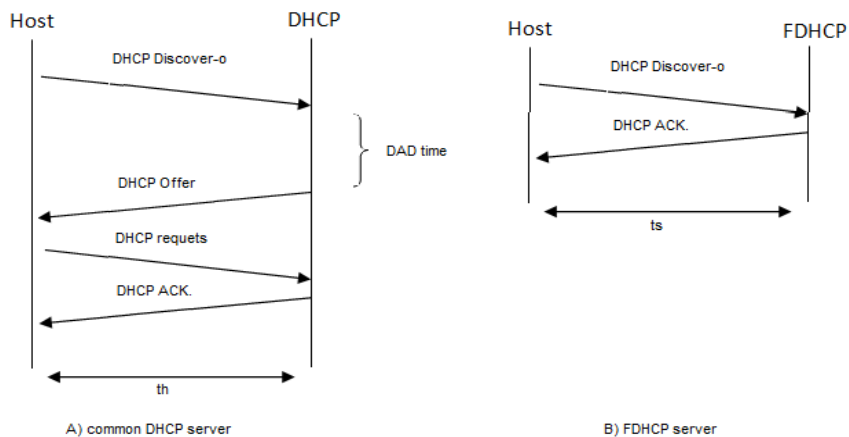 Host
DHCP
DHCP Discover-o
DAD time
DHCP Offer
DHCP requets
DHCP ACK.
th
A) common DHCP server
Host
FDHCP
DHCP Discover-o
DHCP ACK.
ts
B) FDHCP server